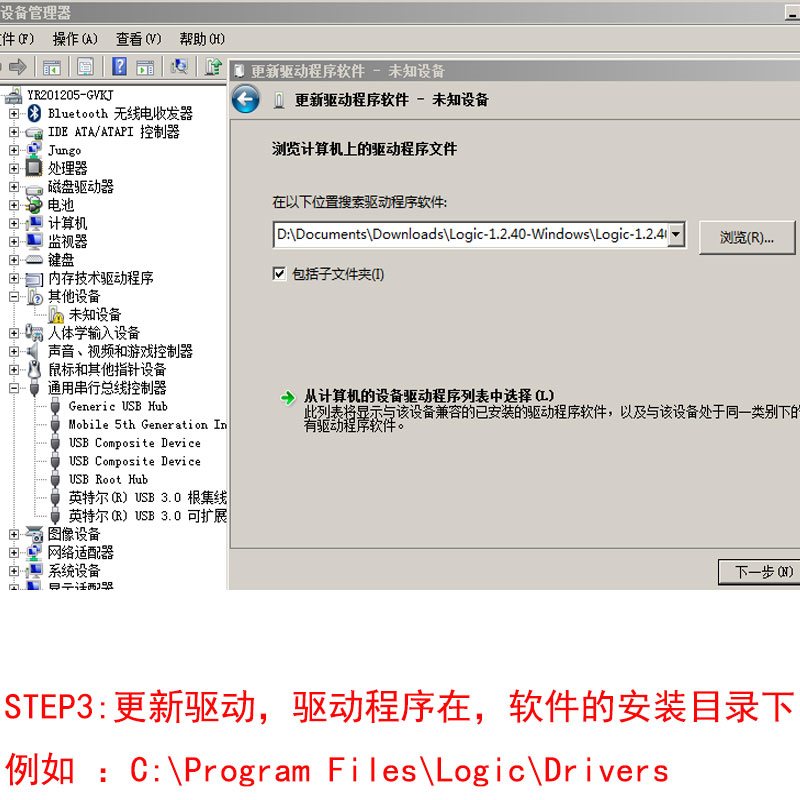 设备管理器
件(F) 操作(A) 查看(V) 帮助(H)
YR201205-GVKJ
Bluetooth 无线电收发器
IDE ATA/ATAPI 控制器
Jungo
处理器
磁盘驱动器
电池
计算机
监视器
键盘
内存技术驱动程序
其他设备
未知设备
人体学输入设备
声音、视频和游戏控制器
鼠标和其他指针设备
通用串行总线控制器
Generic USB Hub
Mobile 5th Generation In
USB Composite Device
USB Composite Device
USB Root Hub
英特尔(R) USB 3.0 根集线
英特尔(R) USB 3.0 可扩展
图像设备
网络适配器
系统设备
显示适配器
更新驱动程序软件 - 未知设备
更新驱动程序软件 - 未知设备
浏览计算机上的驱动程序文件
在以下位置搜索驱动程序软件:
D:\Documents\Downloads\Logic-1.2.40-Windows\Logic-1.2.4
浏览(R)...
包括子文件夹(I)
从计算机的设备驱动程序列表中选择(L)
此列表将显示与该设备兼容的已安装的驱动程序软件，以及与该设备处于同一类别下的
有驱动程序软件。
下一步(N)
STEP3:更新驱动，驱动程序在，软件的安装目录下
例如 ：C:\Program Files\Logic\Drivers